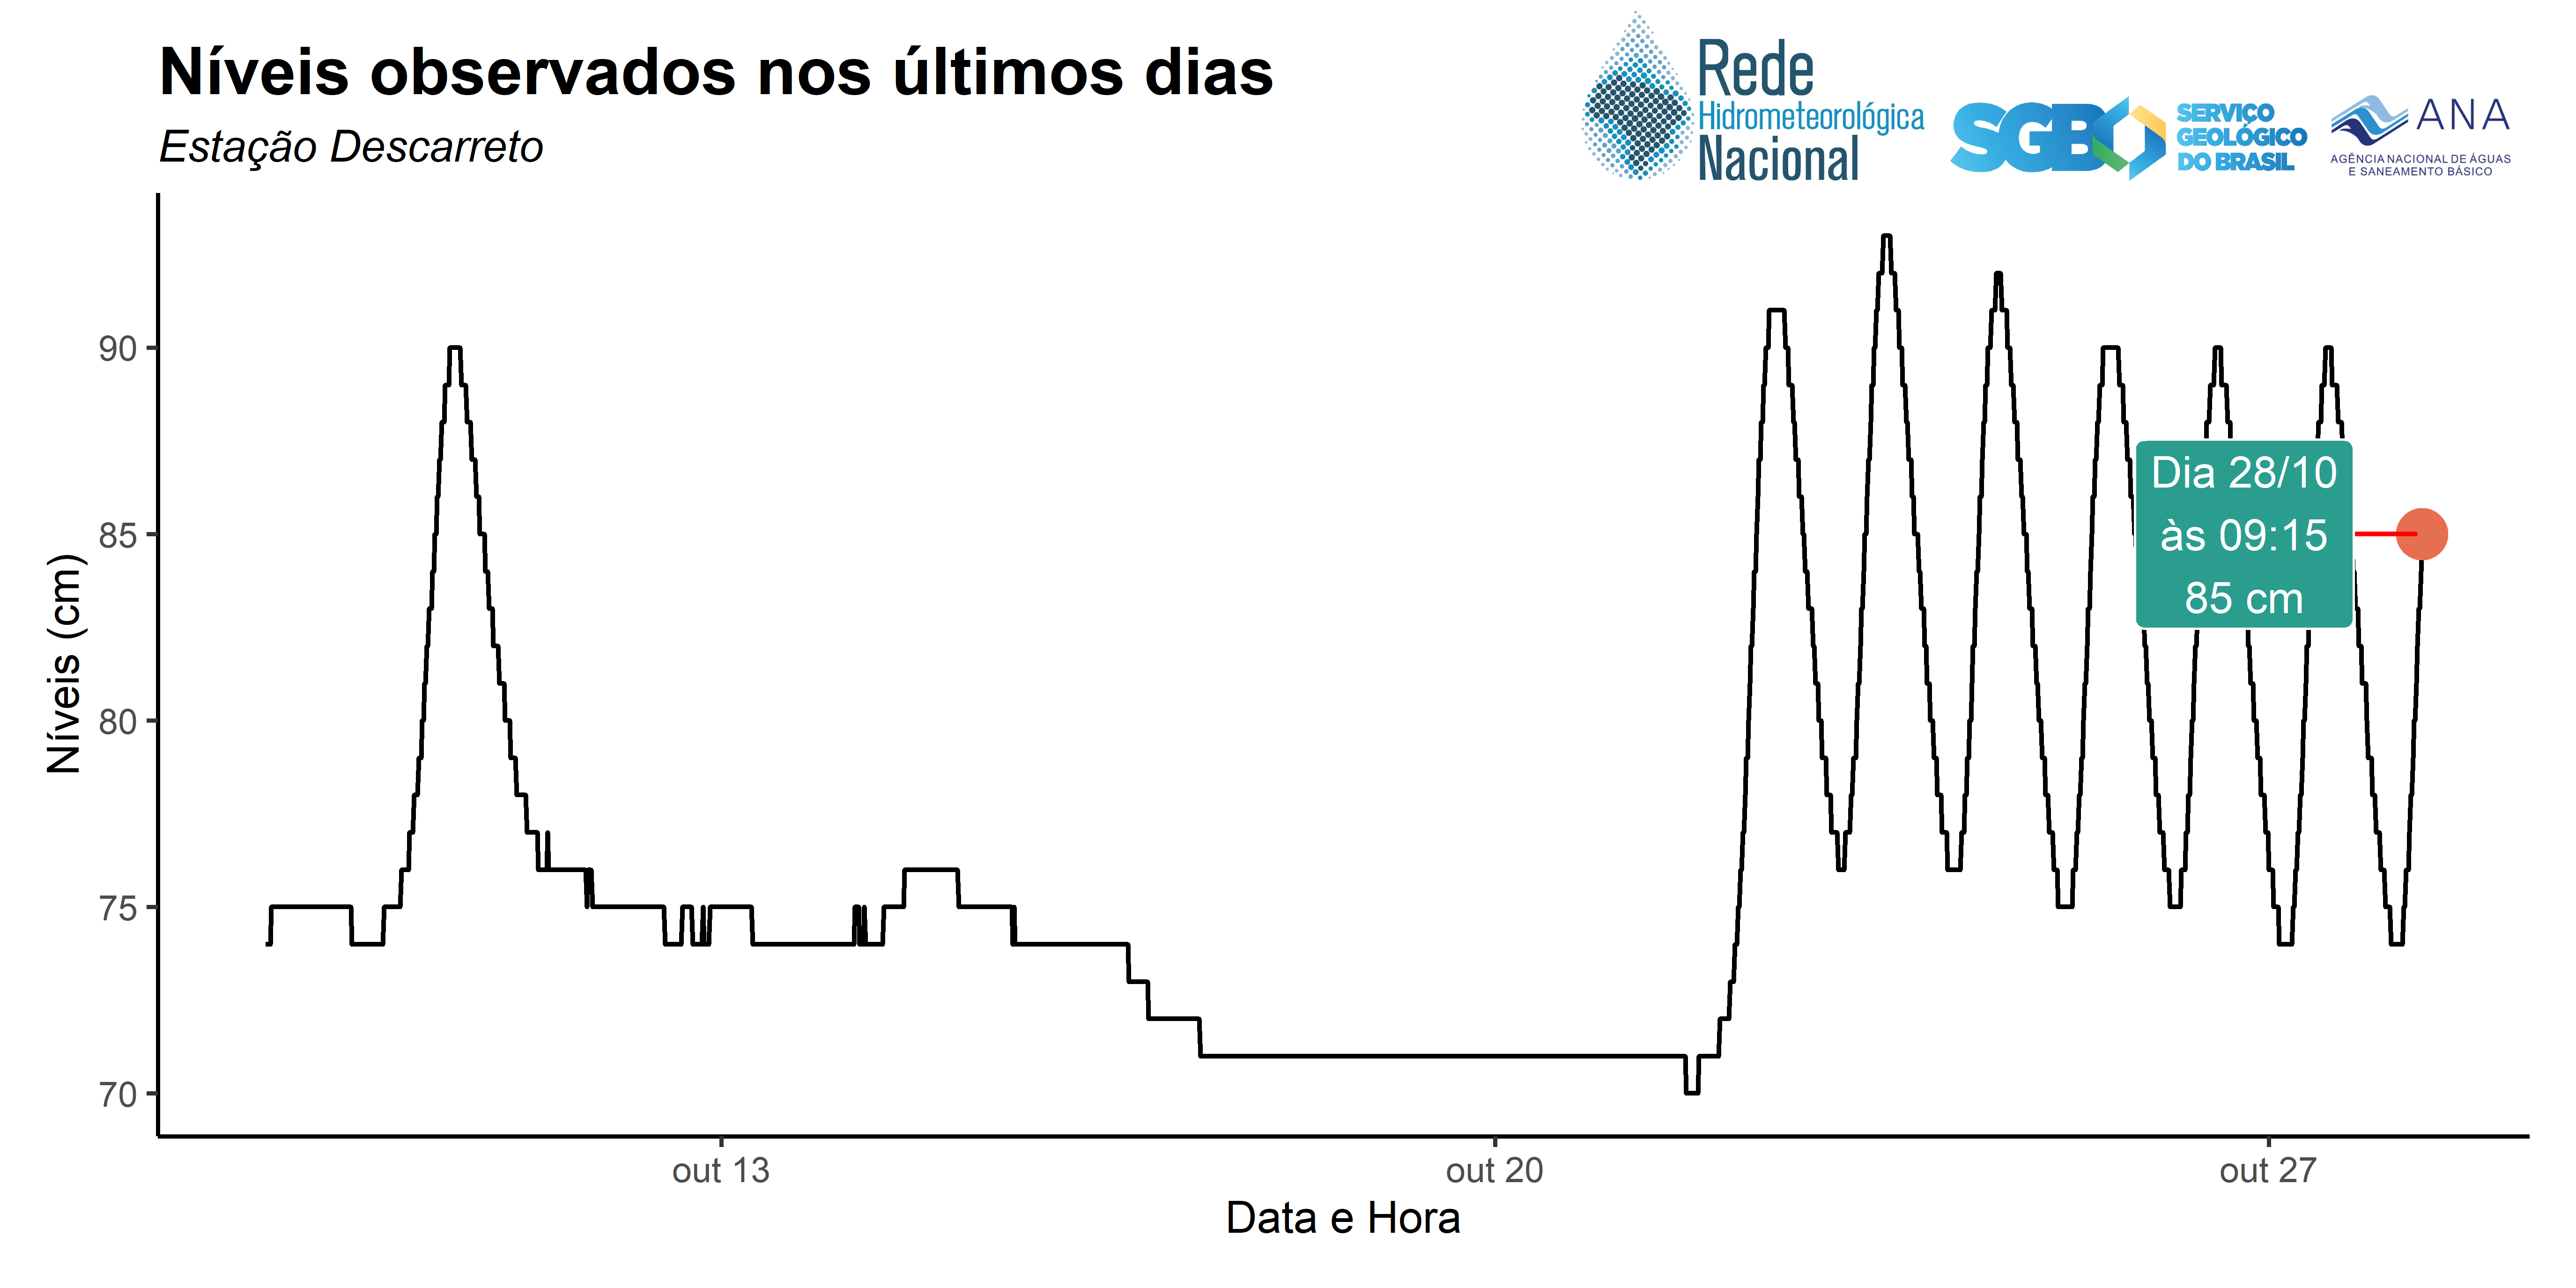 Níveis observados nos últimos dias
Estação Descarreto
Rede
Hidrometeorológica
Nacional
SGB
SERVIÇO
GEOLÓGICO
DO BRASIL
ANA
AGÊNCIA NACIONAL DE ÁGUAS
E SANEAMENTO BÁSICO
Níveis (cm)
90
85
80
75
70
Dia 28/10
às 09:15
85 cm
out 13
out 20
out 27
Data e Hora